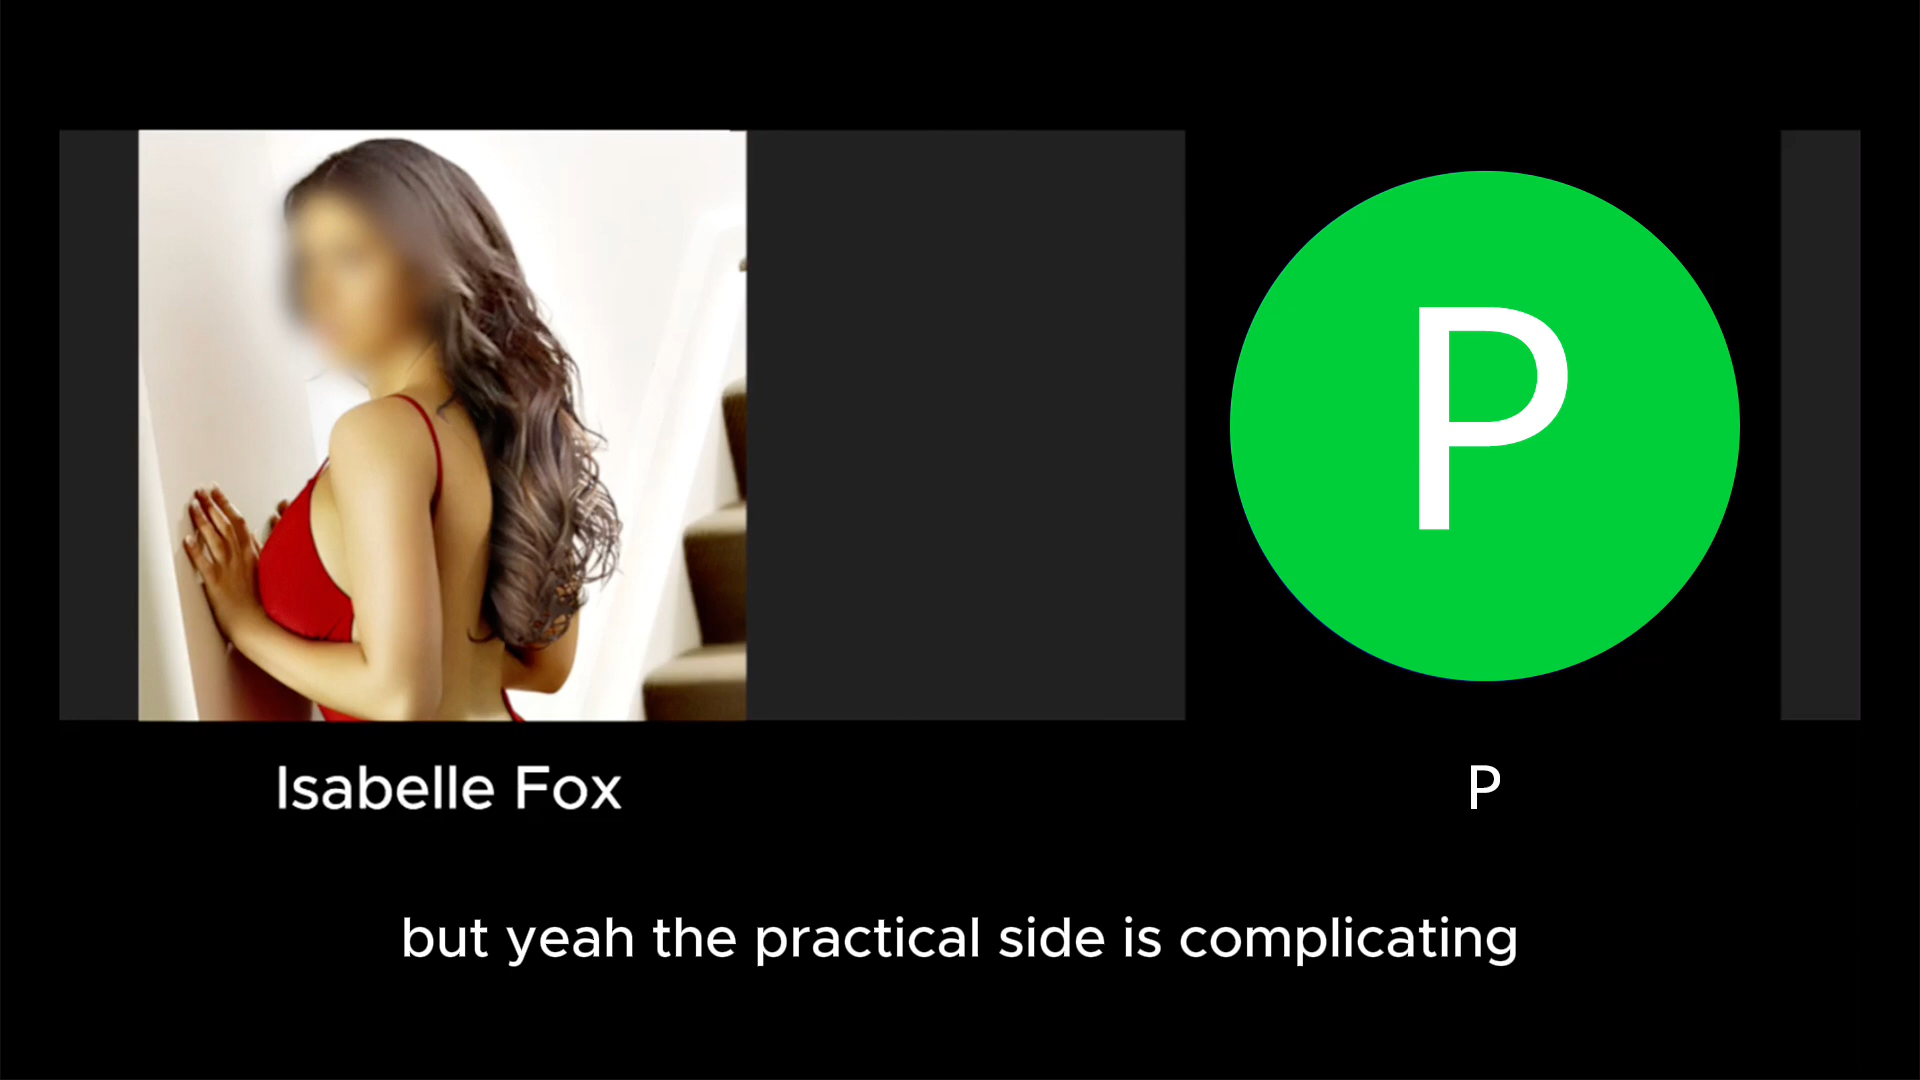 P
Isabelle Fox
P
but yeah the practical side is complicating